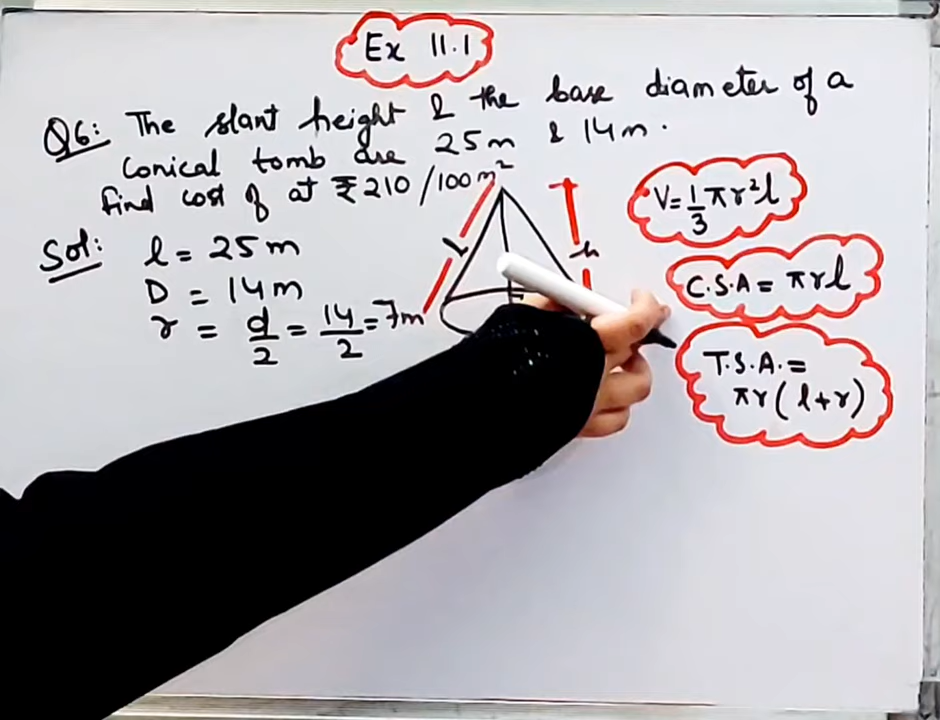 Ex 11.1
Q6: The slant height & the base diameter of a
conical tomb are 25m & 14m.
find cost of at ₹210/100m²
Sol: l = 25m
D = 14m
r = d/2 = 14/2 = 7m
l
h
V = 1/3 πr²l
C.S.A = πrl
T.S.A. =
πr(l+r)